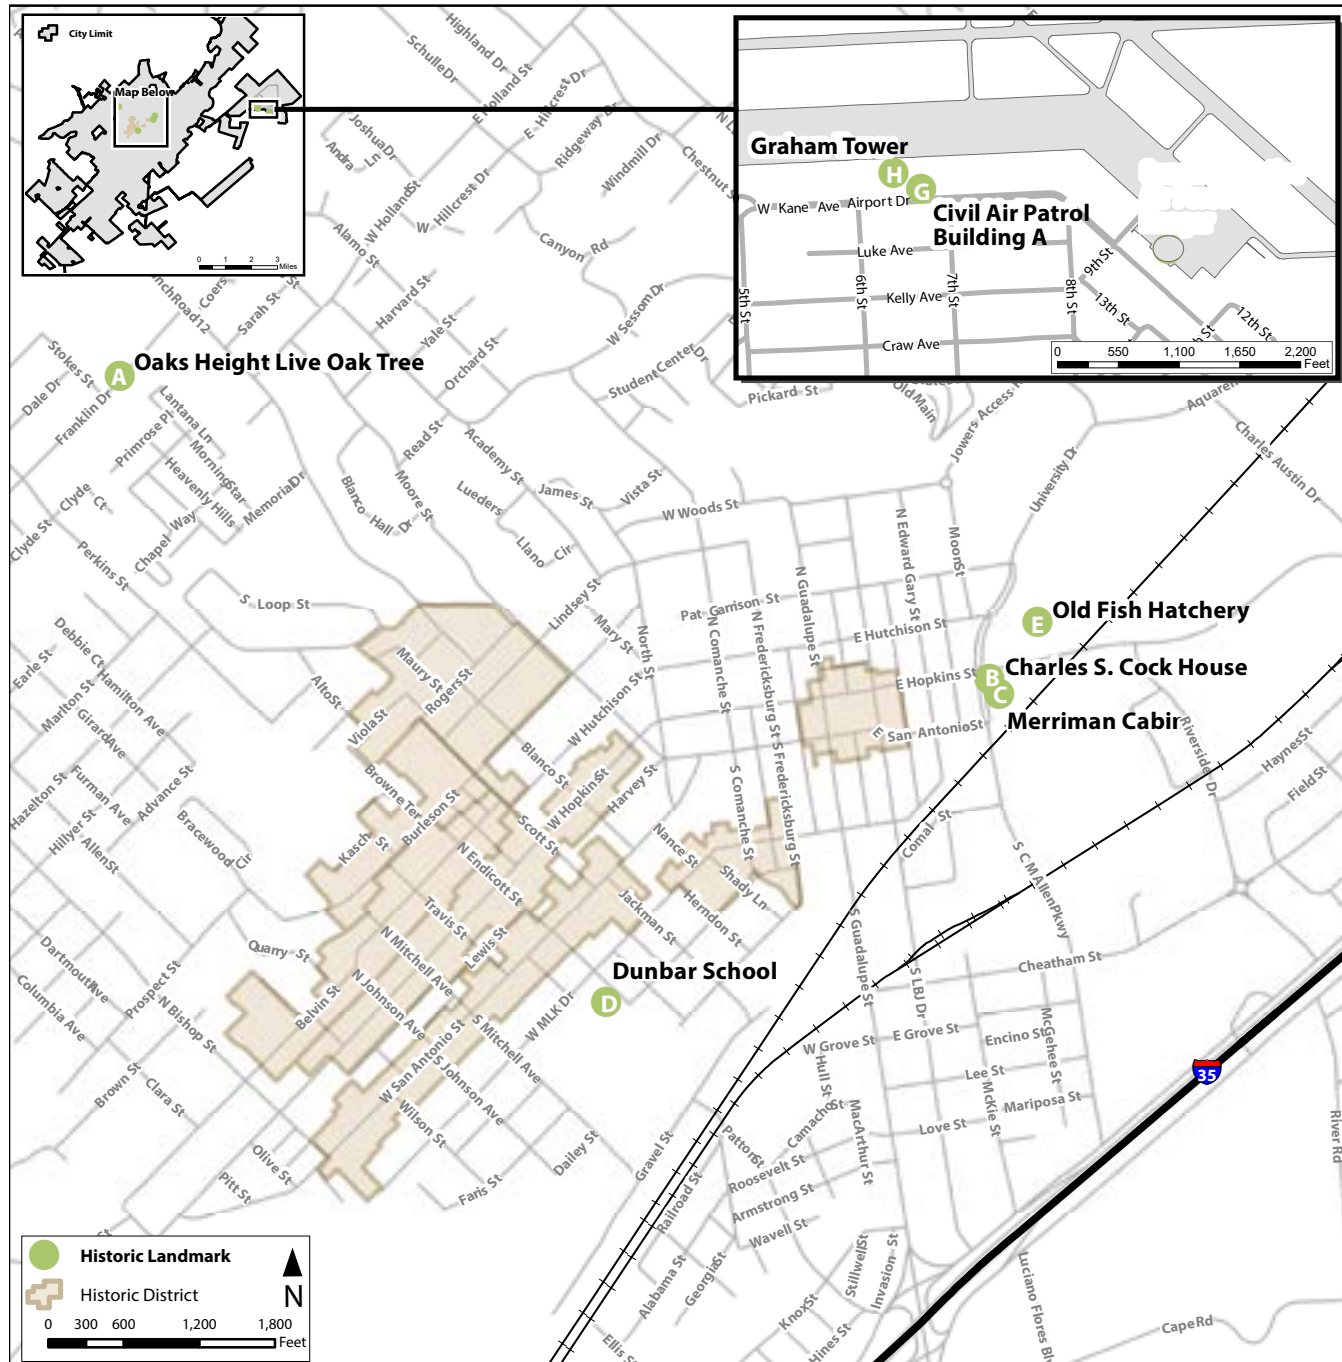 City Limit
Map Below
0 1 2 3
Miles
Highland Dr
Schulle Dr
E Holland St
E Hillcrest Dr
Ridgeway Dr
Windmill Dr
Chestnut S
N L
Joshua Dr
Andra Ln
W Holland St
W Hillcrest Dr
Alamo St
Canyon Rd
W Sessom Dr
Harvard St
Yale St
Orchard St
Student Center Dr
Pickard St
Old Main
Jowers Access
Aquaren
Charles Austin Dr
University Dr
Graham Tower
H
G
Civil Air Patrol
Building A
W Kane Ave
Airport Dr
Luke Ave
Kelly Ave
Craw Ave
5th St
6th St
7th St
8th St
9th St
13th St
12th St
h St
0 550 1,100 1,650 2,200
Feet
nchRoad12
Coers
Sarah St
St
A
Oaks Height Live Oak Tree
Stokes St
Dale Dr
Franklin Dr
Lantana Ln
Primrose Pl
Morning Star
Heavenly Hills
Memorial Dr
Chapel Way
Clyde Ct
Clyde St
Perkins St
Read St
Academy St
Blanco
Hall Dr
Moore St
Lueders
James St
Vista St
Llano Cir
W Woods St
N Edward Gary St
Moon St
N Guadalupe St
S Loop St
Lindsey St
Mary St
Pat Garrison St
N Comanche St
N Fredericksburg St
E Hutchison St
E
Old Fish Hatchery
Debbie Ct
Earle St
Hamilton Ave
Marlton St
Girard Ave
Alto St
Maury St
Rogers St
Viola St
North St
W Hutchison St
E Hopkins St
B
Charles S. Cock House
C
Merriman Cabin
E San Antonio St
Riverside Dr
Haynes St
Field St
Furman Ave
Advance St
Hazelton St
Hillyer St
Allen St
Bracewood Cir
Browne Ter
Burleson St
Kasch St
Blanco St
W Hopkins St
Harvey St
Scott St
S Comanche St
S Fredericksburg St
Nance St
Shady Ln
Herndon St
Comal St
S C M Allen Pkwy
N Endicott St
Travis St
Lewis St
Jackman St
N Mitchell Ave
Quarry St
Dunbar School
D
S Guadalupe St
S LBJ Dr
Cheatham St
Dartmouth Ave
Columbia Ave
Prospect St
N Bishop St
Belvin St
N Johnson Ave
W MLK Dr
S Mitchell Ave
W San Antonio St
S Johnson Ave
W Grove St
E Grove St
Encino St
McGehee St
Hull St
Lee St
McKie St
Mariposa St
Love St
35
Brown St
Clara St
Wilson St
Dailey St
Faris St
Olive St
Pitt St
St
Gravel St
Railroad St
Patton St
Camacho St
MacArthur St
Roosevelt St
Armstrong St
Wavell St
River Rd
Stillwell St
Invasion St
Luciano Flores Bl
Cape Rd
Alabama St
Georgia St
Knox St
Hines St
Ellis S
Historic Landmark
Historic District
N
0 300 600 1,200 1,800
Feet